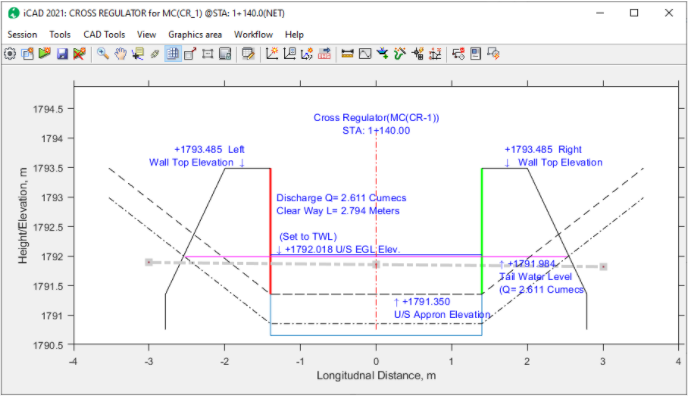 iCAD 2021: CROSS REGULATOR for MC(CR_1) @STA: 1+140.0(NET)
Session Tools CAD Tools View Graphics area Workflow Help
Cross Regulator(MC(CR-1))
STA: 1+140.00
+1793.485 Left
Wall Top Elevation ↓
+1793.485 Right
↓ Wall Top Elevation
Discharge Q= 2.611 Cumecs
Clear Way L= 2.794 Meters
(Set to TWL)
↓ +1792.018 U/S EGL Elev.
↑ +1791.984
Tail Water Level
(Q= 2.611 Cumecs
↑ +1791.350
U/S Appron Elevation
Height/Elevation, m
1794.5
1794
1793.5
1793
1792.5
1792
1791.5
1791
1790.5
-4 -3 -2 -1 0 1 2 3 4
Longitudnal Distance, m